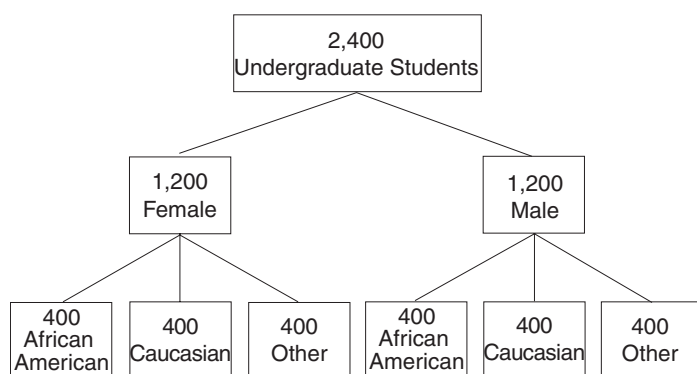 2,400
Undergraduate Students
1,200
Female
1,200
Male
400
African
American
400
Caucasian
400
Other
400
African
American
400
Caucasian
400
Other